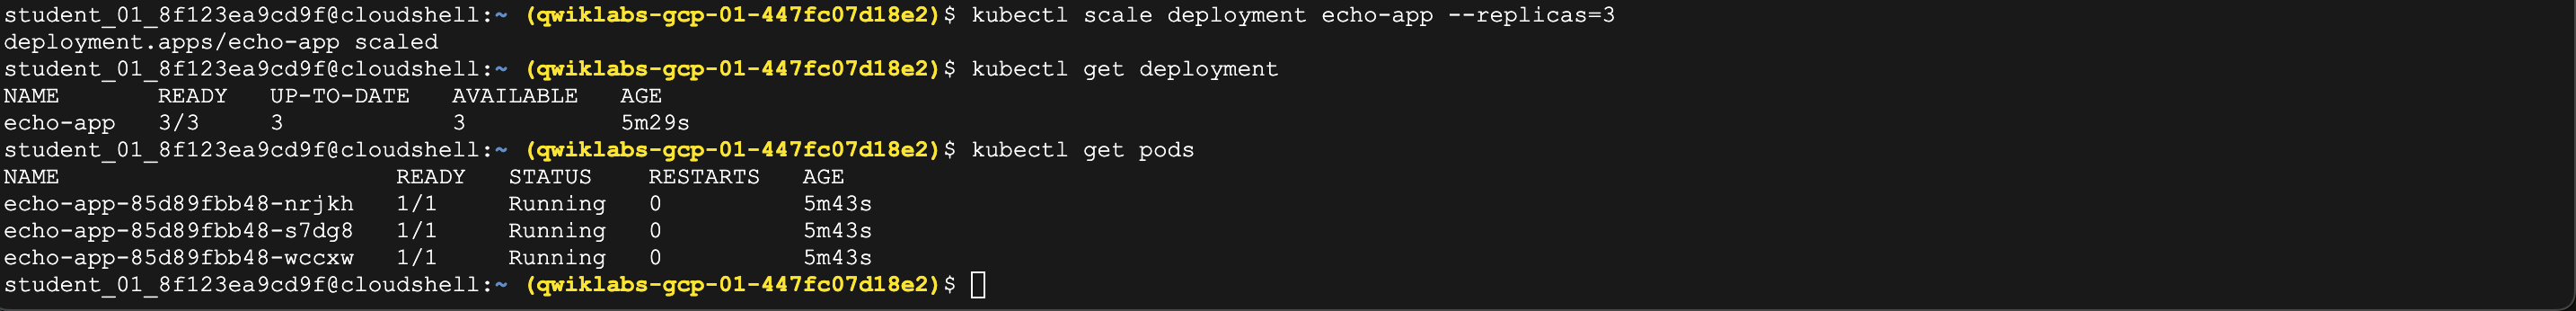 student_01_8f123ea9cd9f@cloudshell:~ (qwiklabs-gcp-01-447fc07d18e2)$ kubectl scale deployment echo-app --replicas=3
deployment.apps/echo-app scaled
student_01_8f123ea9cd9f@cloudshell:~ (qwiklabs-gcp-01-447fc07d18e2)$ kubectl get deployment
NAME       READY   UP-TO-DATE   AVAILABLE   AGE
echo-app   3/3     3            3           5m29s
student_01_8f123ea9cd9f@cloudshell:~ (qwiklabs-gcp-01-447fc07d18e2)$ kubectl get pods
NAME                        READY   STATUS    RESTARTS   AGE
echo-app-85d89fbb48-nrjkh   1/1     Running   0          5m43s
echo-app-85d89fbb48-s7dg8   1/1     Running   0          5m43s
echo-app-85d89fbb48-wccxw   1/1     Running   0          5m43s
student_01_8f123ea9cd9f@cloudshell:~ (qwiklabs-gcp-01-447fc07d18e2)$